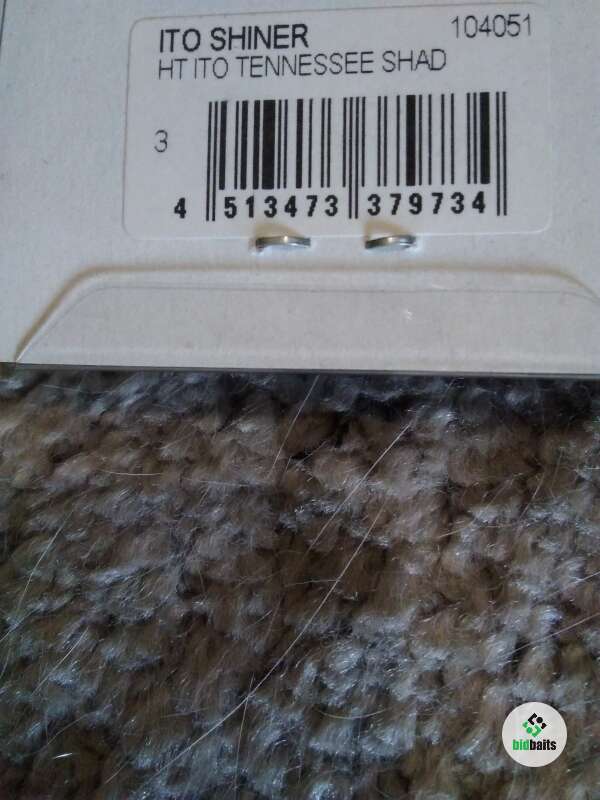 ITO SHINER 104051
HT ITO TENNESSEE SHAD
3
4 513473 379734
bidbaits